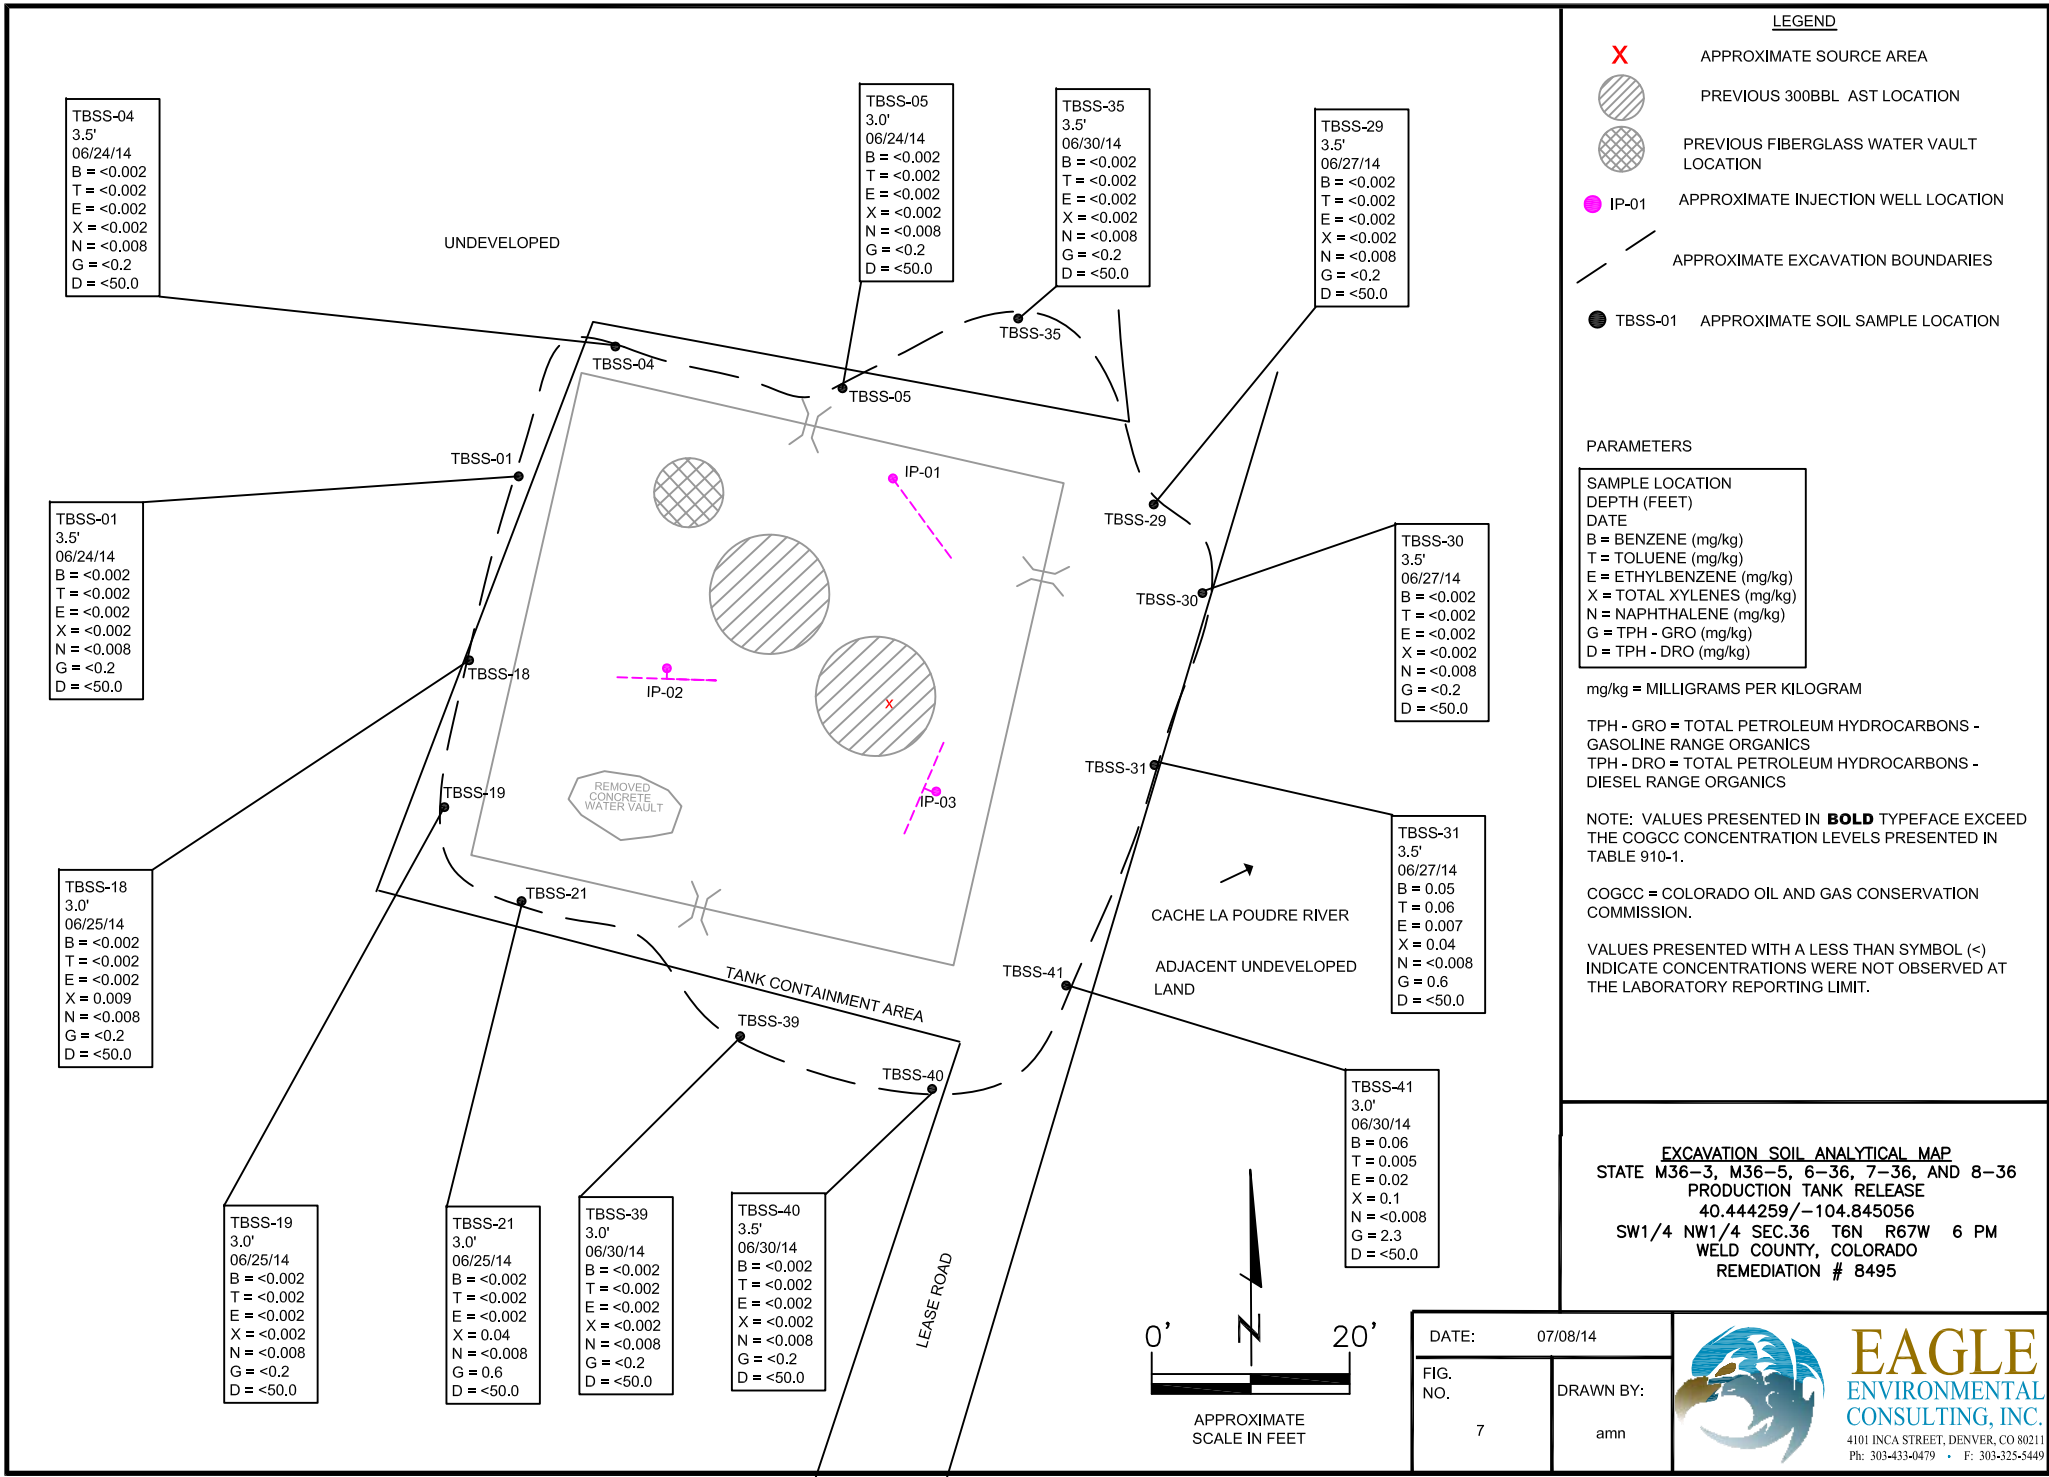 TBSS-04
3.5'
06/24/14
B = <0.002
T = <0.002
E = <0.002
X = <0.002
N = <0.008
G = <0.2
D = <50.0
TBSS-05
3.0'
06/24/14
B = <0.002
T = <0.002
E = <0.002
X = <0.002
N = <0.008
G = <0.2
D = <50.0
TBSS-35
3.5'
06/30/14
B = <0.002
T = <0.002
E = <0.002
X = <0.002
N = <0.008
G = <0.2
D = <50.0
TBSS-29
3.5'
06/27/14
B = <0.002
T = <0.002
E = <0.002
X = <0.002
N = <0.008
G = <0.2
D = <50.0
UNDEVELOPED
TBSS-04
TBSS-05
TBSS-35
TBSS-01
IP-01
TBSS-29
TBSS-01
3.5'
06/24/14
B = <0.002
T = <0.002
E = <0.002
X = <0.002
N = <0.008
G = <0.2
D = <50.0
TBSS-30
3.5'
06/27/14
B = <0.002
T = <0.002
E = <0.002
X = <0.002
N = <0.008
G = <0.2
D = <50.0
TBSS-30
TBSS-18
IP-02
TBSS-31
TBSS-19
REMOVED
CONCRETE
WATER VAULT
IP-03
TBSS-31
3.5'
06/27/14
B = 0.05
T = 0.06
E = 0.007
X = 0.04
N = <0.008
G = 0.6
D = <50.0
TBSS-18
3.0'
06/25/14
B = <0.002
T = <0.002
E = <0.002
X = 0.009
N = <0.008
G = <0.2
D = <50.0
TBSS-21
CACHE LA POUDRE RIVER
ADJACENT UNDEVELOPED
LAND
TBSS-41
TANK CONTAINMENT AREA
TBSS-39
TBSS-40
TBSS-41
3.0'
06/30/14
B = 0.06
T = 0.005
E = 0.02
X = 0.1
N = <0.008
G = 2.3
D = <50.0
TBSS-19
3.0'
06/25/14
B = <0.002
T = <0.002
E = <0.002
X = <0.002
N = <0.008
G = <0.2
D = <50.0
TBSS-21
3.0'
06/25/14
B = <0.002
T = <0.002
E = <0.002
X = 0.04
N = <0.008
G = 0.6
D = <50.0
TBSS-39
3.0'
06/30/14
B = <0.002
T = <0.002
E = <0.002
X = <0.002
N = <0.008
G = <0.2
D = <50.0
TBSS-40
3.5'
06/30/14
B = <0.002
T = <0.002
E = <0.002
X = <0.002
N = <0.008
G = <0.2
D = <50.0
LEASE ROAD
0' N 20'
APPROXIMATE
SCALE IN FEET
LEGEND
X APPROXIMATE SOURCE AREA
PREVIOUS 300BBL AST LOCATION
PREVIOUS FIBERGLASS WATER VAULT
LOCATION
IP-01 APPROXIMATE INJECTION WELL LOCATION
APPROXIMATE EXCAVATION BOUNDARIES
TBSS-01 APPROXIMATE SOIL SAMPLE LOCATION
PARAMETERS
SAMPLE LOCATION
DEPTH (FEET)
DATE
B = BENZENE (mg/kg)
T = TOLUENE (mg/kg)
E = ETHYLBENZENE (mg/kg)
X = TOTAL XYLENES (mg/kg)
N = NAPHTHALENE (mg/kg)
G = TPH - GRO (mg/kg)
D = TPH - DRO (mg/kg)
mg/kg = MILLIGRAMS PER KILOGRAM
TPH - GRO = TOTAL PETROLEUM HYDROCARBONS -
GASOLINE RANGE ORGANICS
TPH - DRO = TOTAL PETROLEUM HYDROCARBONS -
DIESEL RANGE ORGANICS
NOTE: VALUES PRESENTED IN BOLD TYPEFACE EXCEED
THE COGCC CONCENTRATION LEVELS PRESENTED IN
TABLE 910-1.
COGCC = COLORADO OIL AND GAS CONSERVATION
COMMISSION.
VALUES PRESENTED WITH A LESS THAN SYMBOL (<)
INDICATE CONCENTRATIONS WERE NOT OBSERVED AT
THE LABORATORY REPORTING LIMIT.
EXCAVATION SOIL ANALYTICAL MAP
STATE M36-3, M36-5, 6-36, 7-36, AND 8-36
PRODUCTION TANK RELEASE
40.444259/-104.845056
SW1/4 NW1/4 SEC.36 T6N R67W 6 PM
WELD COUNTY, COLORADO
REMEDIATION # 8495
DATE: 07/08/14
FIG.
NO.
7
DRAWN BY:
amn
EAGLE
ENVIRONMENTAL
CONSULTING, INC.
4101 INCA STREET, DENVER, CO 80211
Ph: 303-433-0479 • F: 303-325-5449
X